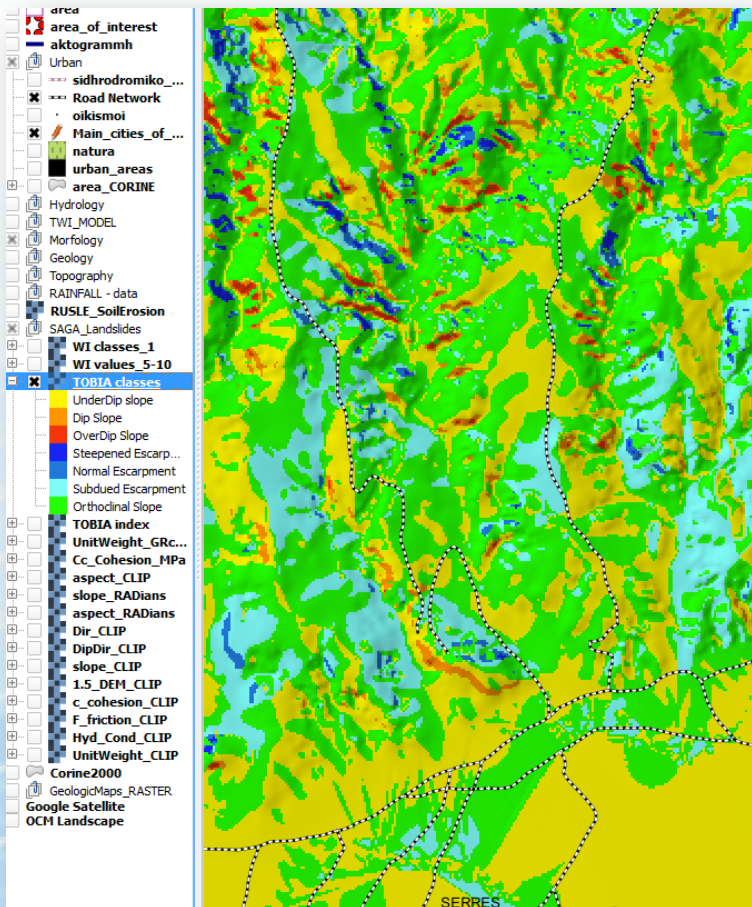 area
area_of_interest
aktogrammh
Urban
sidhrodromiko_...
Road Network
oikismoi
Main_cities_of_...
natura
urban_areas
area_CORINE
Hydrology
TWI_MODEL
Morfology
Geology
Topography
RAINFALL - data
RUSLE_SoilErosion
SAGA_Landslides
WI classes_1
WI values_5-10
TOBIA classes
UnderDip slope
Dip Slope
OverDip Slope
Steepened Escarp...
Normal Escarpment
Subdued Escarpment
Orthoclinal Slope
TOBIA index
UnitWeight_GRc...
Cc_Cohesion_MPa
aspect_CLIP
slope_RADians
aspect_RADians
Dir_CLIP
DipDir_CLIP
slope_CLIP
1.5_DEM_CLIP
c_cohesion_CLIP
F_friction_CLIP
Hyd_Cond_CLIP
UnitWeight_CLIP
Corine2000
GeologicMaps_RASTER
Google Satellite
OCM Landscape
SERRES